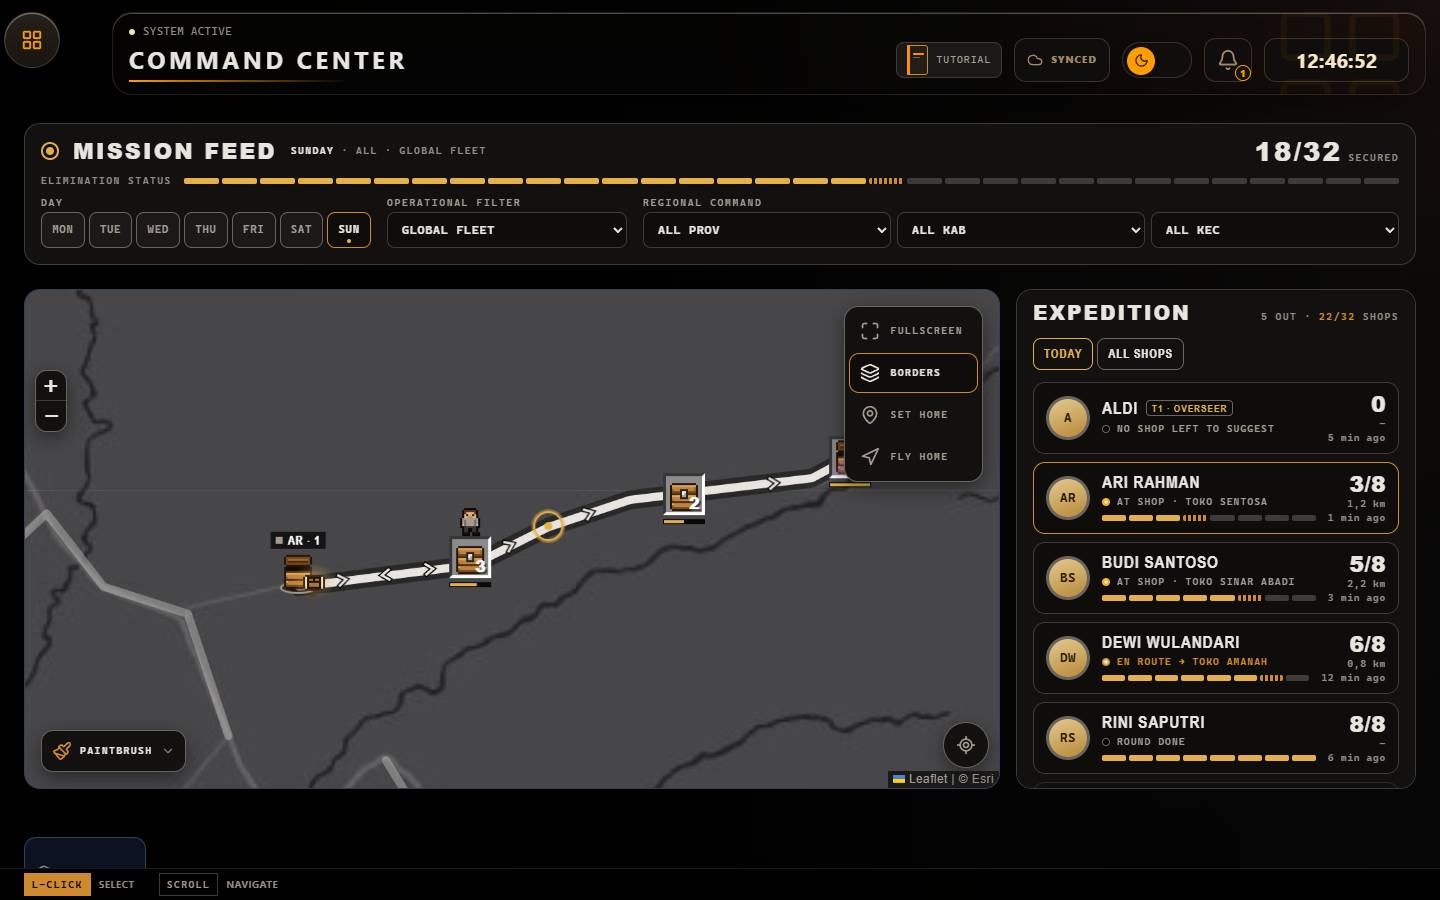 SYSTEM ACTIVE
COMMAND CENTER
TUTORIAL
SYNCED
1
12:46:52
MISSION FEED SUNDAY · ALL · GLOBAL FLEET
18/32 SECURED
ELIMINATION STATUS
DAY
OPERATIONAL FILTER
REGIONAL COMMAND
MON TUE WED THU FRI SAT SUN
GLOBAL FLEET
ALL PROV
ALL KAB
ALL KEC
+
−
FULLSCREEN
BORDERS
SET HOME
FLY HOME
2
AR · 1
3
PAINTBRUSH
Leaflet | © Esri
EXPEDITION
5 OUT · 22/32 SHOPS
TODAY
ALL SHOPS
A
ALDI T1 · OVERSEER
NO SHOP LEFT TO SUGGEST
0
–
5 min ago
AR
ARI RAHMAN
AT SHOP · TOKO SENTOSA
3/8
1,2 km
1 min ago
BS
BUDI SANTOSO
AT SHOP · TOKO SINAR ABADI
5/8
2,2 km
3 min ago
DW
DEWI WULANDARI
EN ROUTE → TOKO AMANAH
6/8
0,8 km
12 min ago
RS
RINI SAPUTRI
ROUND DONE
8/8
–
6 min ago
L-CLICK SELECT SCROLL NAVIGATE